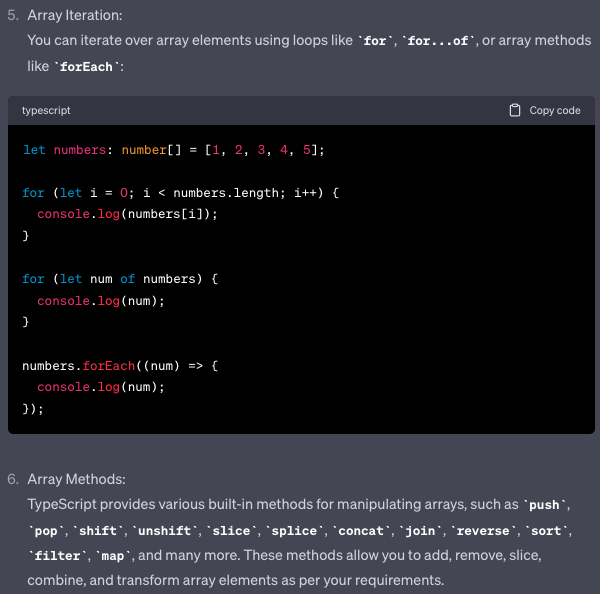 5. Array Iteration:
You can iterate over array elements using loops like `for`, `for...of`, or array methods
like `forEach`:
typescript Copy code
let numbers: number[] = [1, 2, 3, 4, 5];
for (let i = 0; i < numbers.length; i++) {
  console.log(numbers[i]);
}
for (let num of numbers) {
  console.log(num);
}
numbers.forEach((num) => {
  console.log(num);
});
6. Array Methods:
TypeScript provides various built-in methods for manipulating arrays, such as `push`,
`pop`, `shift`, `unshift`, `slice`, `splice`, `concat`, `join`, `reverse`, `sort`,
`filter`, `map`, and many more. These methods allow you to add, remove, slice,
combine, and transform array elements as per your requirements.